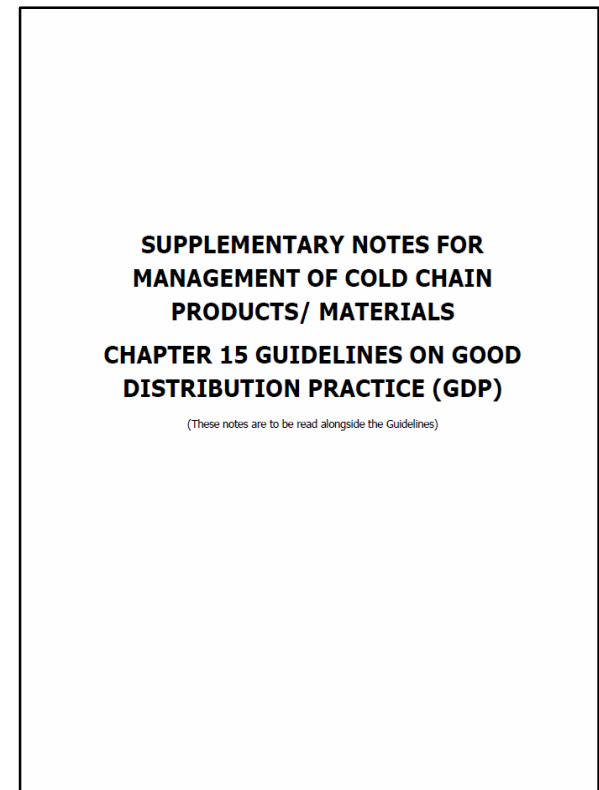 SUPPLEMENTARY NOTES FOR
MANAGEMENT OF COLD CHAIN
PRODUCTS/ MATERIALS
CHAPTER 15 GUIDELINES ON GOOD
DISTRIBUTION PRACTICE (GDP)
(These notes are to be read alongside the Guidelines)